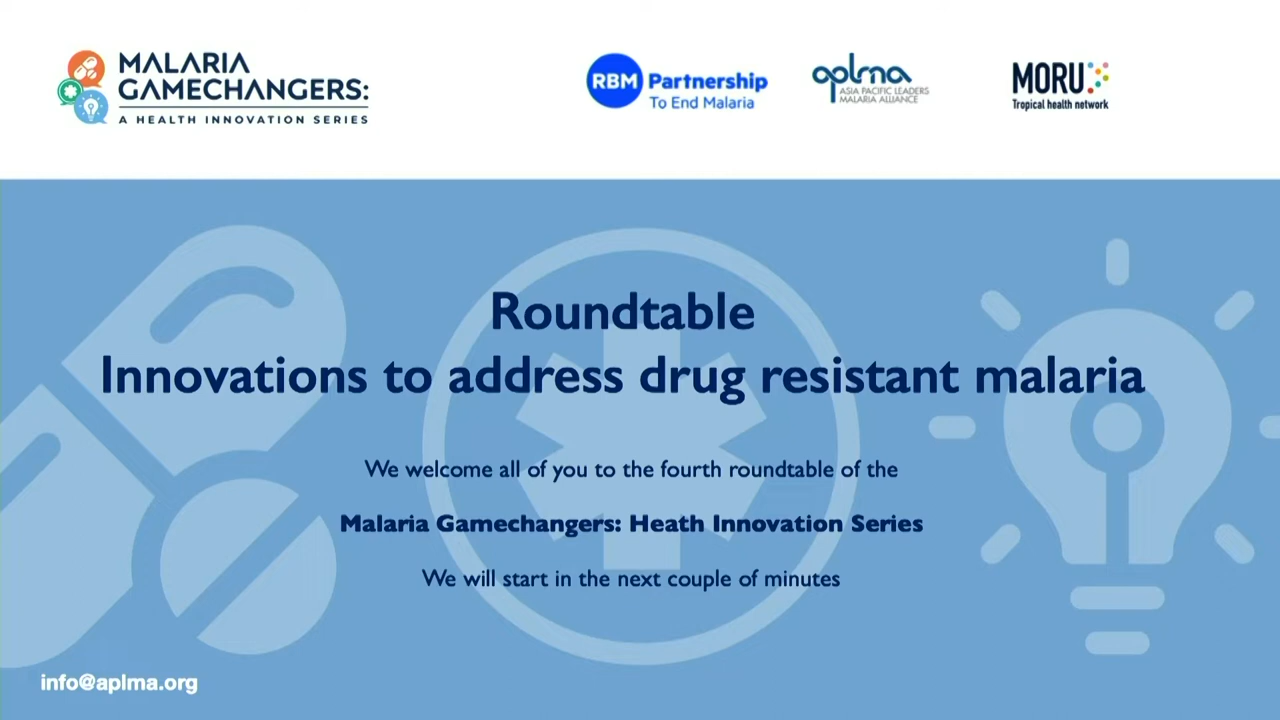 MALARIA
GAMECHANGERS:
A HEALTH INNOVATION SERIES
RBM Partnership
To End Malaria
aplma
ASIA PACIFIC LEADERS
MALARIA ALLIANCE
MORU
Tropical health network
Roundtable
Innovations to address drug resistant malaria
We welcome all of you to the fourth roundtable of the
Malaria Gamechangers: Heath Innovation Series
We will start in the next couple of minutes
info@aplma.org